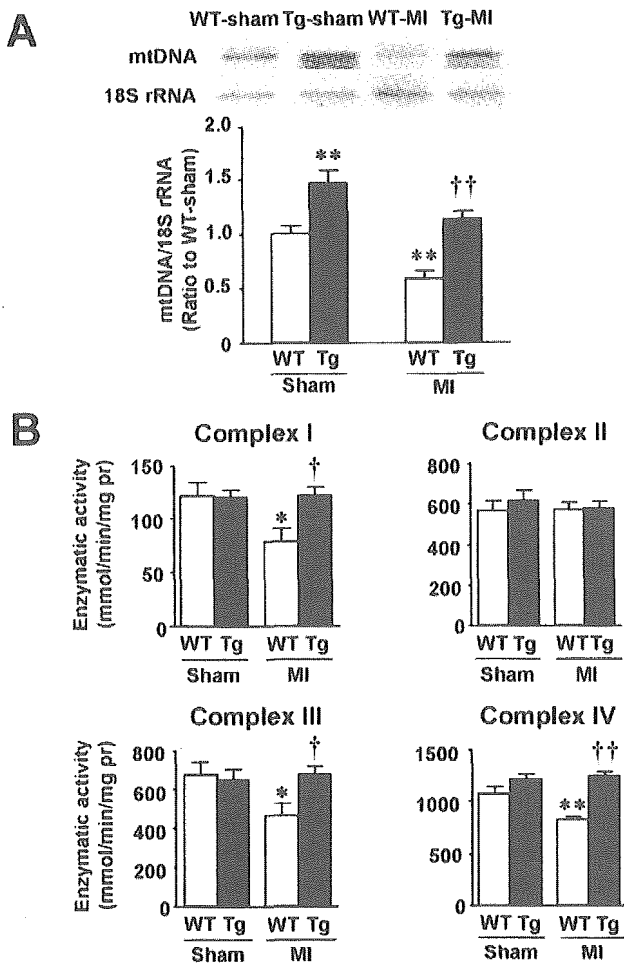 A
WT-sham Tg-sham WT-MI Tg-MI
mtDNA
18S rRNA
mtDNA/18S rRNA
(Ratio to WT-sham)
2.0
1.5
1.0
0.5
0
**
**
††
WT Tg WT Tg
Sham MI
B
Complex I
Enzymatic activity
(mmol/min/mg pr)
150
100
50
0
*
†
WT Tg WT Tg
Sham MI
Complex II
800
600
400
200
0
WT Tg WT Tg
Sham MI
Complex III
Enzymatic activity
(mmol/min/mg pr)
800
600
400
200
0
*
†
WT Tg WT Tg
Sham MI
Complex IV
1500
1000
500
0
**
††
WT Tg WT Tg
Sham MI